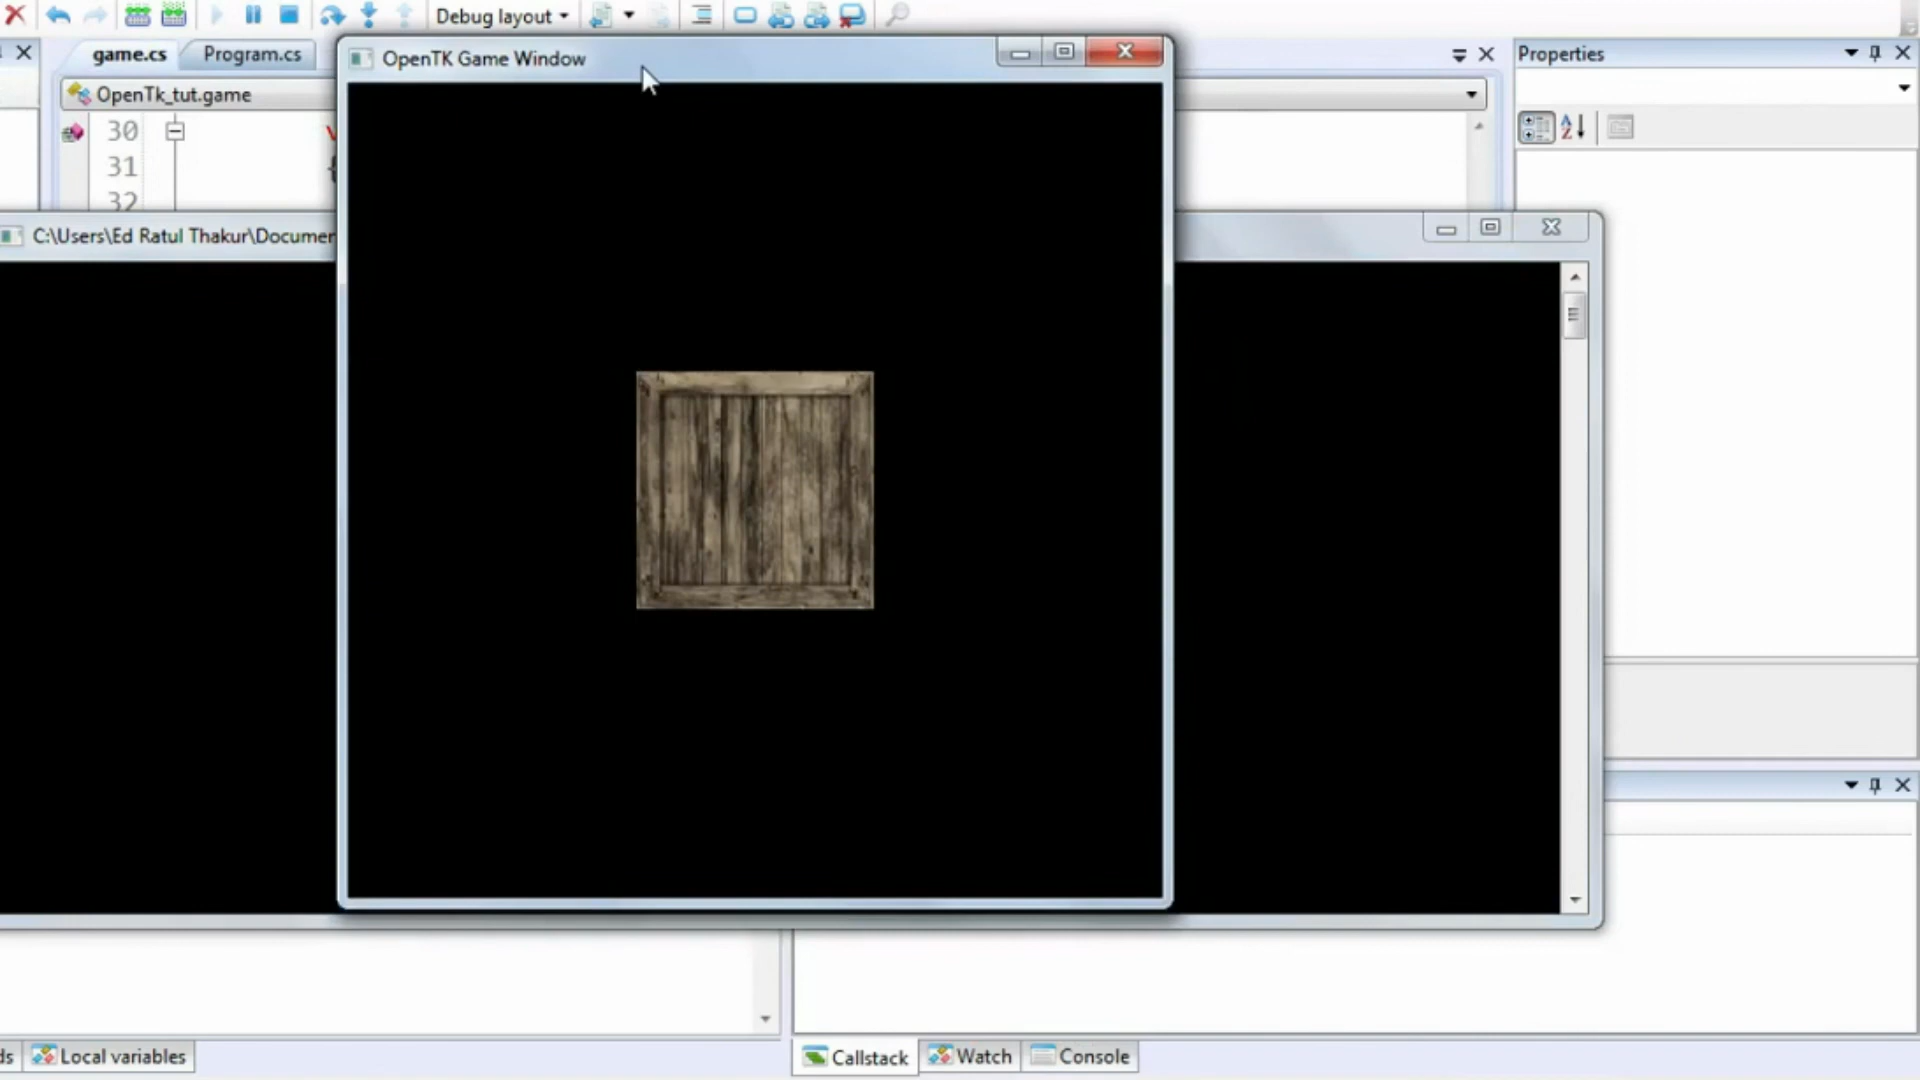 Debug layout
game.cs
Program.cs
OpenTK Game Window
Properties
OpenTk_tut.game
30
31
32
C:\Users\Ed Ratul Thakur\Documen
ds
Local variables
Callstack
Watch
Console